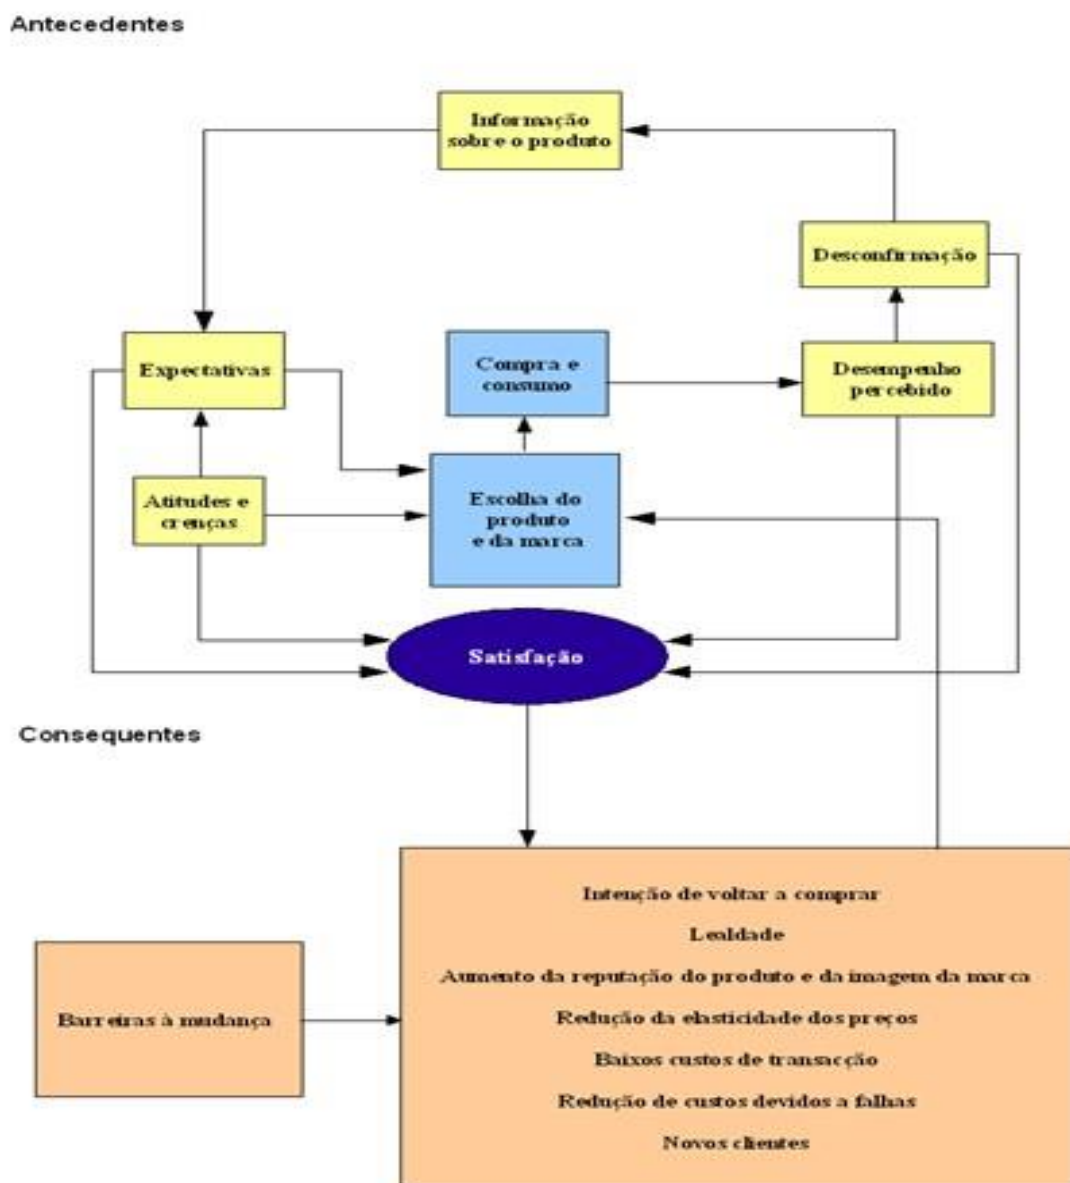 Antecedentes
Informação
sobre o produto
Desconfirmação
Expectativas
Compra e
consumo
Desempenho
percebido
Atitudes e
crenças
Escolha do
produto
e da marca
Satisfação
Consequentes
Intenção de voltar a comprar
Lealdade
Aumento da reputação do produto e da imagem da marca
Barreiras à mudança
Redução da elasticidade dos preços
Baixos custos de transacção
Redução de custos devidos a falhas
Novos clientes